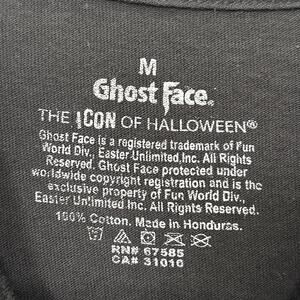 M
Ghost Face®
THE ICON OF HALLOWEEN®
Ghost Face is a registered trademark of Fun
World Div., Easter Unlimited,Inc. All Rights
Reserved. Ghost Face protected under
worldwide copyright registration and is the
exclusive property of Fun World Div.,
Easter Unlimited Inc. All Rights Reserved.
100% Cotton. Made in Honduras.
RN# 67585
CA# 31016